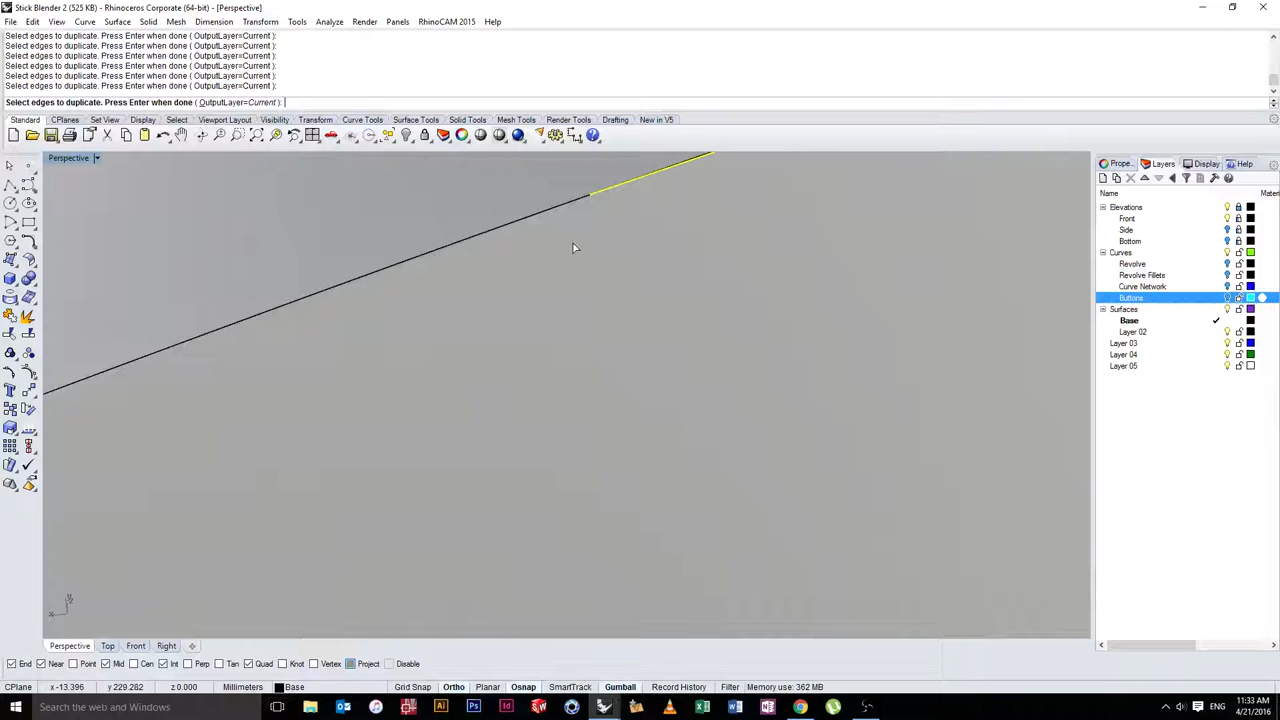 Stick Blender 2 (525 KB) - Rhinoceros Corporate (64-bit) - [Perspective]
File Edit View Curve Surface Solid Mesh Dimension Transform Tools Analyze Render Panels RhinoCAM 2015 Help
Select edges to duplicate. Press Enter when done ( OutputLayer=Current ):
Select edges to duplicate. Press Enter when done ( OutputLayer=Current ):
Select edges to duplicate. Press Enter when done ( OutputLayer=Current ):
Select edges to duplicate. Press Enter when done ( OutputLayer=Current ):
Select edges to duplicate. Press Enter when done ( OutputLayer=Current ):
Select edges to duplicate. Press Enter when done ( OutputLayer=Current ):
Select edges to duplicate. Press Enter when done ( OutputLayer=Current ):
Standard CPlanes Set View Display Select Viewport Layout Visibility Transform Curve Tools Surface Tools Solid Tools Mesh Tools Render Tools Drafting New in V5
Perspective
Prope... Layers Display Help
Name Materi
Elevations
Front
Side
Bottom
Curves
Revolve
Revolve Fillets
Curve Network
Buttons
Surfaces
Base
Layer 02
Layer 03
Layer 04
Layer 05
x
Perspective Top Front Right
End Near Point Mid Cen Int Perp Tan Quad Knot Vertex Project Disable
CPlane x -13.396 y 229.282 z 0.000 Millimeters Base Grid Snap Ortho Planar Osnap SmartTrack Gumball Record History Filter Memory use: 362 MB
Search the web and Windows
ENG
11:33 AM
4/21/2016